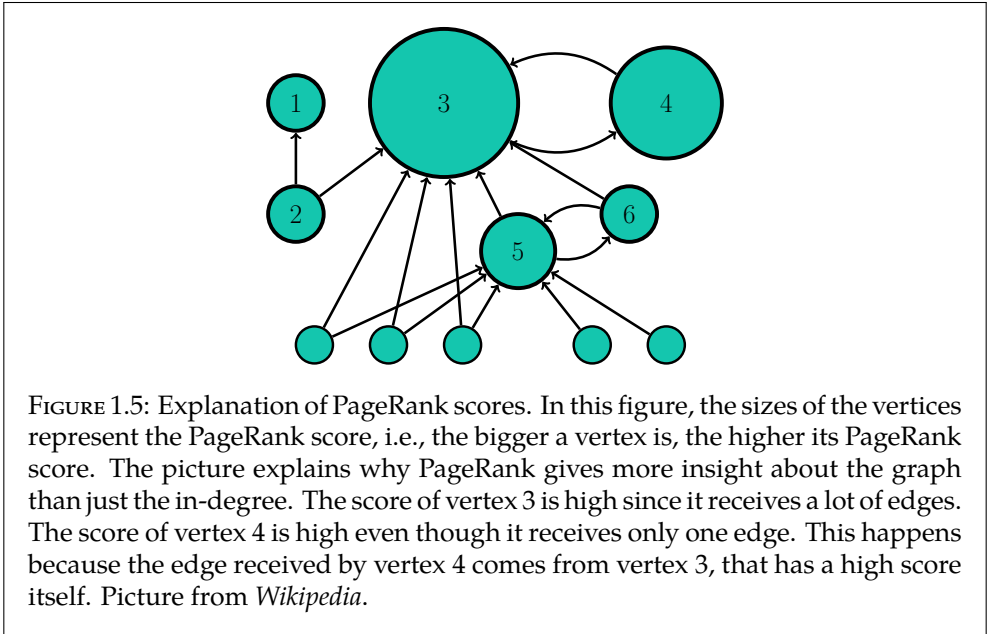 1
3
4
2
6
5
FIGURE 1.5: Explanation of PageRank scores. In this figure, the sizes of the vertices
represent the PageRank score, i.e., the bigger a vertex is, the higher its PageRank
score. The picture explains why PageRank gives more insight about the graph
than just the in-degree. The score of vertex 3 is high since it receives a lot of edges.
The score of vertex 4 is high even though it receives only one edge. This happens
because the edge received by vertex 4 comes from vertex 3, that has a high score
itself. Picture from Wikipedia.